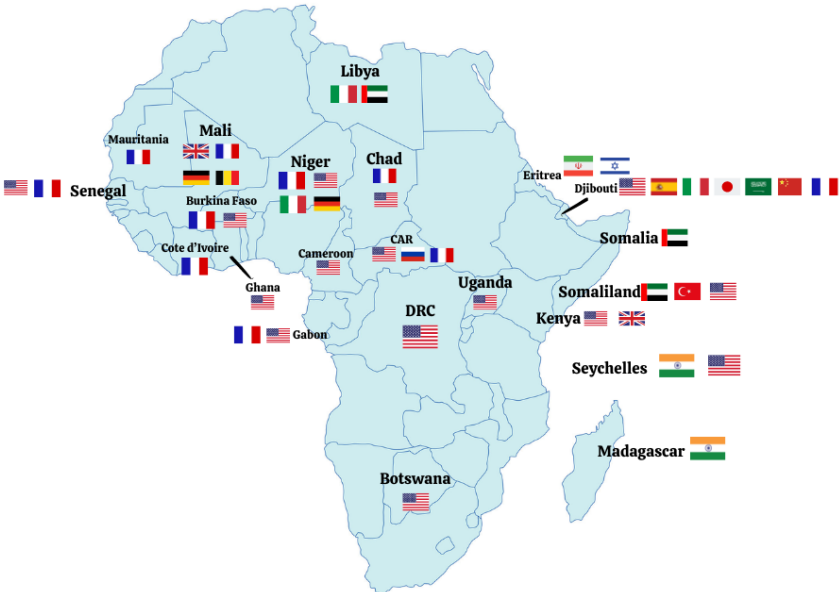 Libya
Mauritania
Mali
Niger
Chad
Senegal
Burkina Faso
Eritrea
Djibouti
Cote d'Ivoire
CAR
Somalia
Cameroon
Ghana
Uganda
Somaliland
DRC
Kenya
Gabon
Seychelles
Madagascar
Botswana